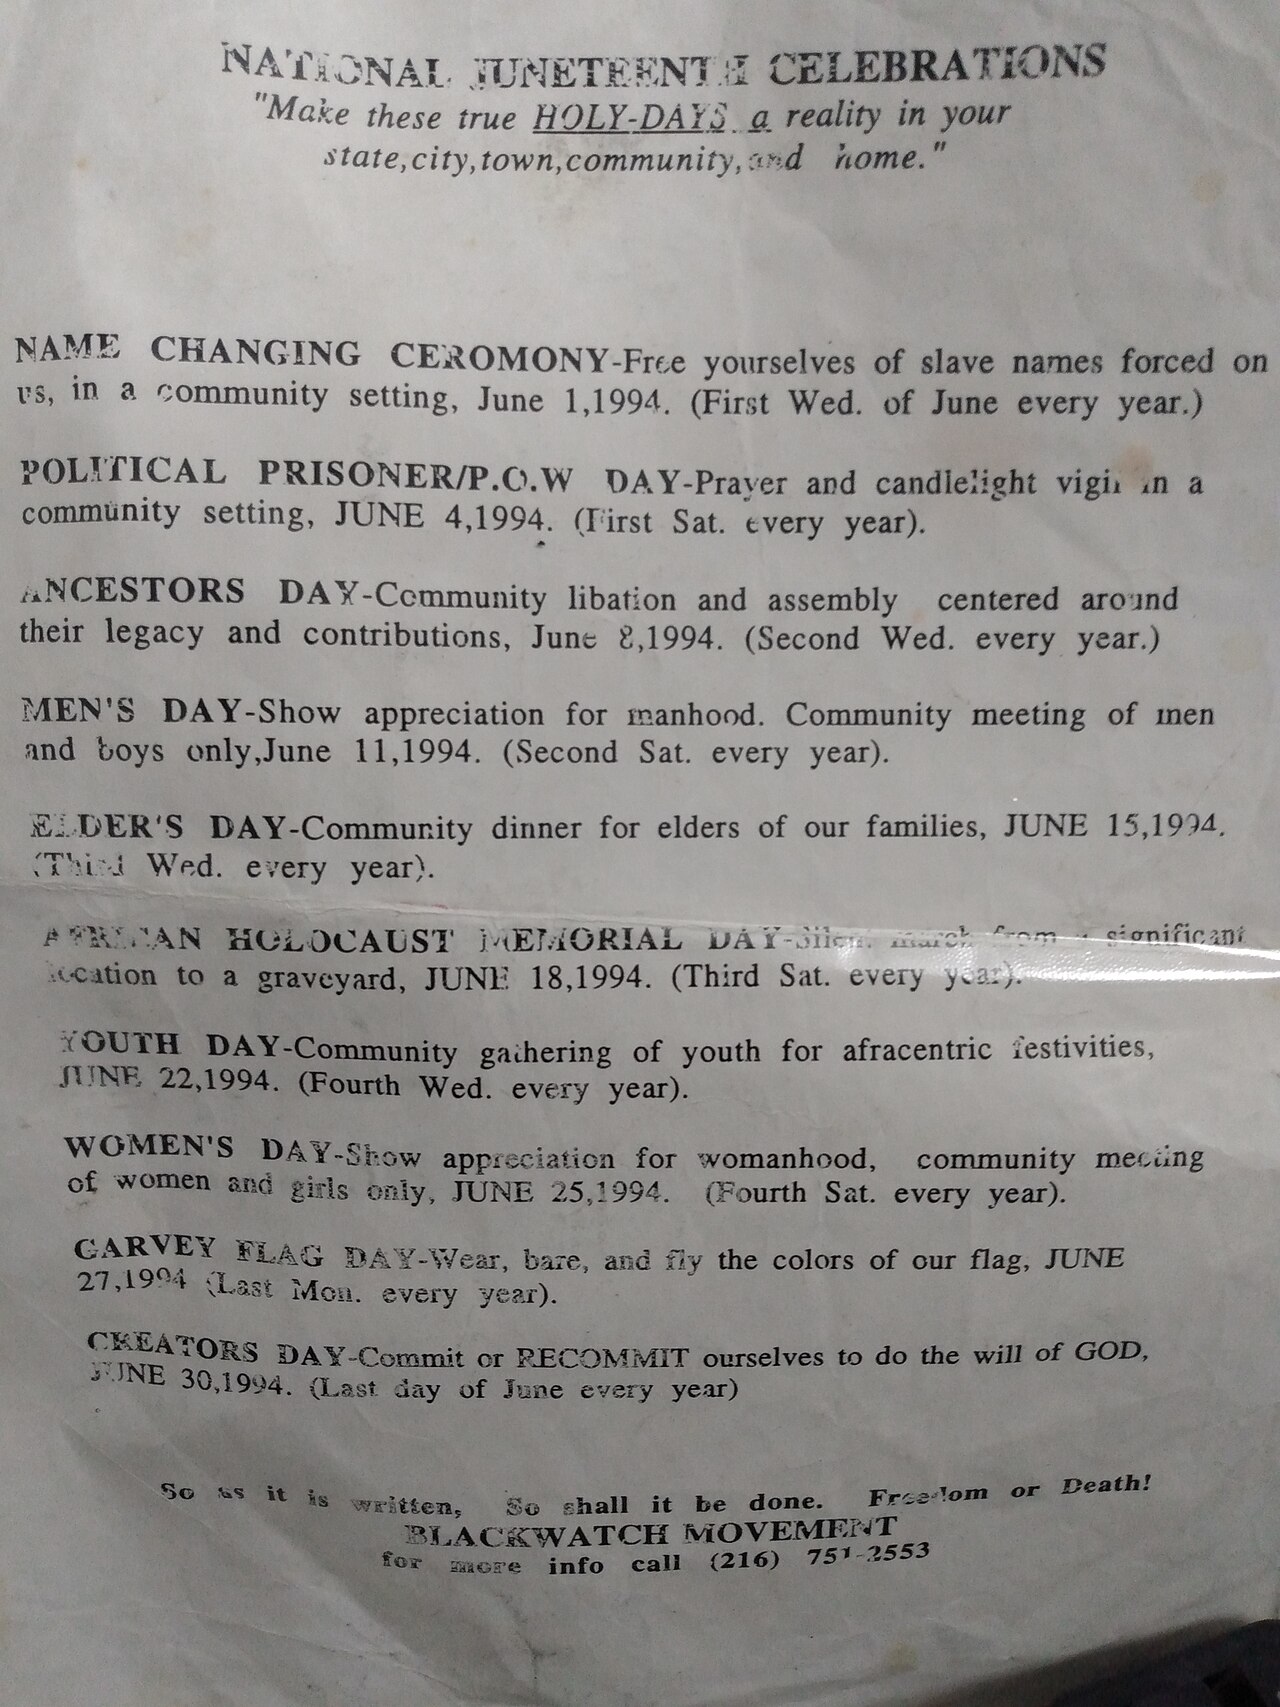 NATIONAL JUNETEENTH CELEBRATIONS
"Make these true HOLY-DAYS a reality in your
state,city,town,community,and home."
NAME CHANGING CEROMONY-Free yourselves of slave names forced on
us, in a community setting, June 1,1994. (First Wed. of June every year.)
POLITICAL PRISONER/P.O.W DAY-Prayer and candlelight vigil in a
community setting, JUNE 4,1994. (First Sat. every year).
ANCESTORS DAY-Community libation and assembly centered around
their legacy and contributions, June 8,1994. (Second Wed. every year.)
MEN'S DAY-Show appreciation for manhood. Community meeting of men
and boys only,June 11,1994. (Second Sat. every year).
ELDER'S DAY-Community dinner for elders of our families, JUNE 15,1994.
(Third Wed. every year).
AFRICAN HOLOCAUST MEMORIAL DAY-Silent march from a significant
location to a graveyard, JUNE 18,1994. (Third Sat. every year).
YOUTH DAY-Community gathering of youth for afracentric festivities,
JUNE 22,1994. (Fourth Wed. every year).
WOMEN'S DAY-Show appreciation for womanhood, community meeting
of women and girls only, JUNE 25,1994. (Fourth Sat. every year).
GARVEY FLAG DAY-Wear, bare, and fly the colors of our flag, JUNE
27,1994 (Last Mon. every year).
CREATORS DAY-Commit or RECOMMIT ourselves to do the will of GOD,
JUNE 30,1994. (Last day of June every year)
So as it is written, So shall it be done. Freedom or Death!
BLACKWATCH MOVEMENT
for more info call (216) 751-2553